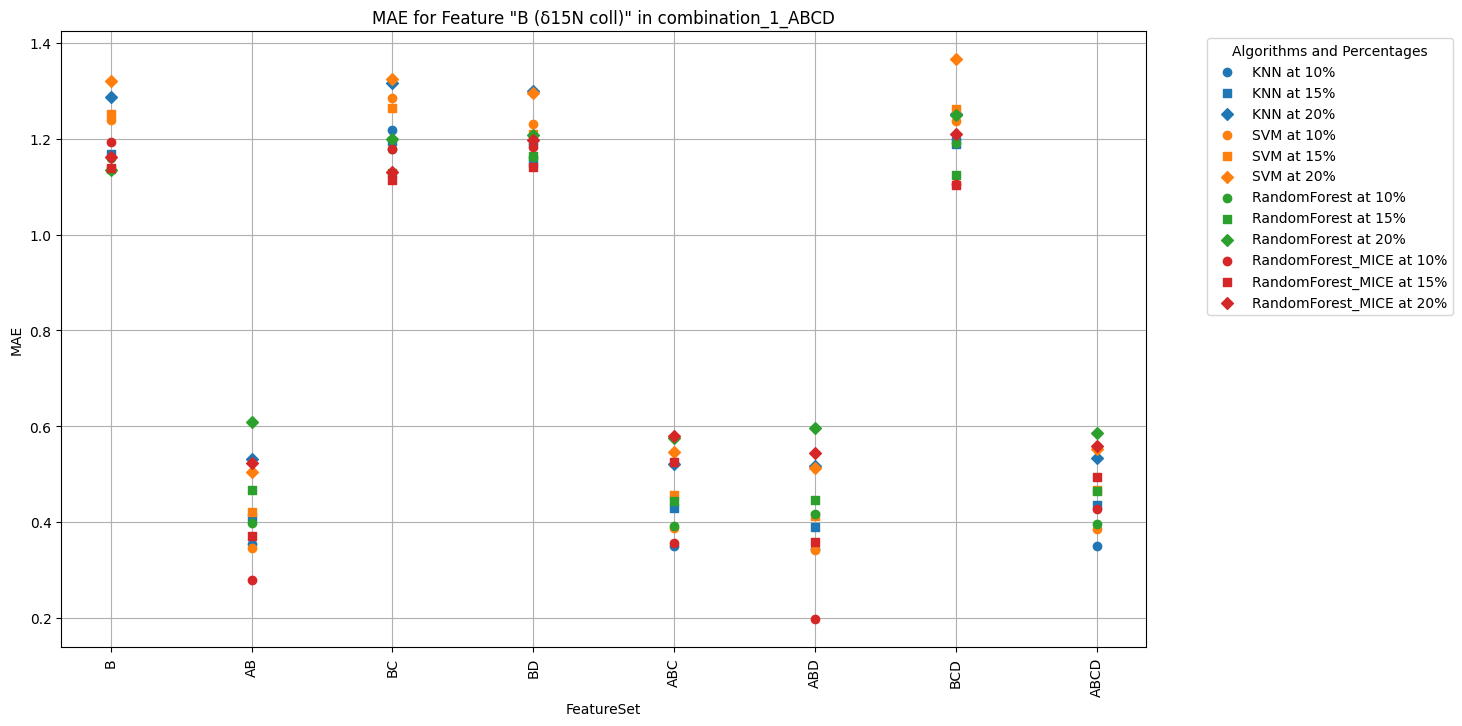 MAE for Feature "B (δ15N coll)" in combination_1_ABCD
1.4
1.2
1.0
0.8
0.6
0.4
0.2
MAE
B
AB
BC
BD
ABC
ABD
BCD
ABCD
FeatureSet
Algorithms and Percentages
KNN at 10%
KNN at 15%
KNN at 20%
SVM at 10%
SVM at 15%
SVM at 20%
RandomForest at 10%
RandomForest at 15%
RandomForest at 20%
RandomForest_MICE at 10%
RandomForest_MICE at 15%
RandomForest_MICE at 20%